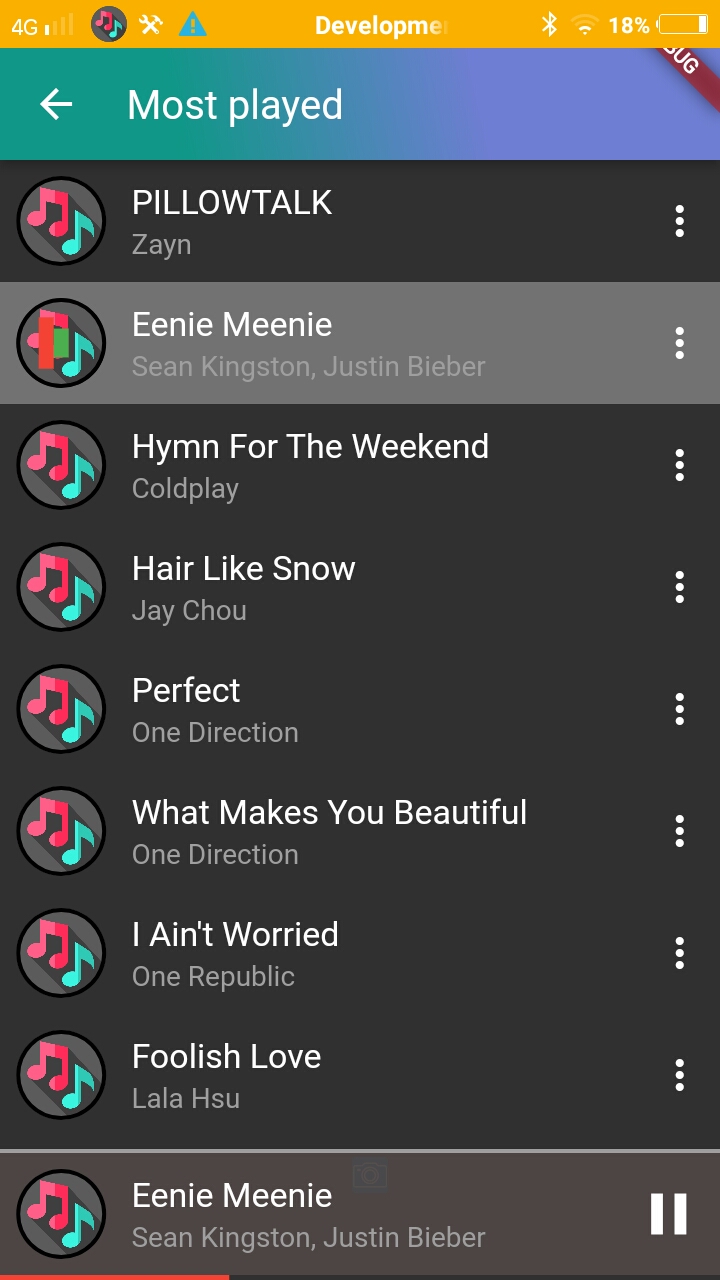 4G
Developme
18%
BUG
Most played
PILLOWTALK
Zayn
Eenie Meenie
Sean Kingston, Justin Bieber
Hymn For The Weekend
Coldplay
Hair Like Snow
Jay Chou
Perfect
One Direction
What Makes You Beautiful
One Direction
I Ain't Worried
One Republic
Foolish Love
Lala Hsu
Eenie Meenie
Sean Kingston, Justin Bieber